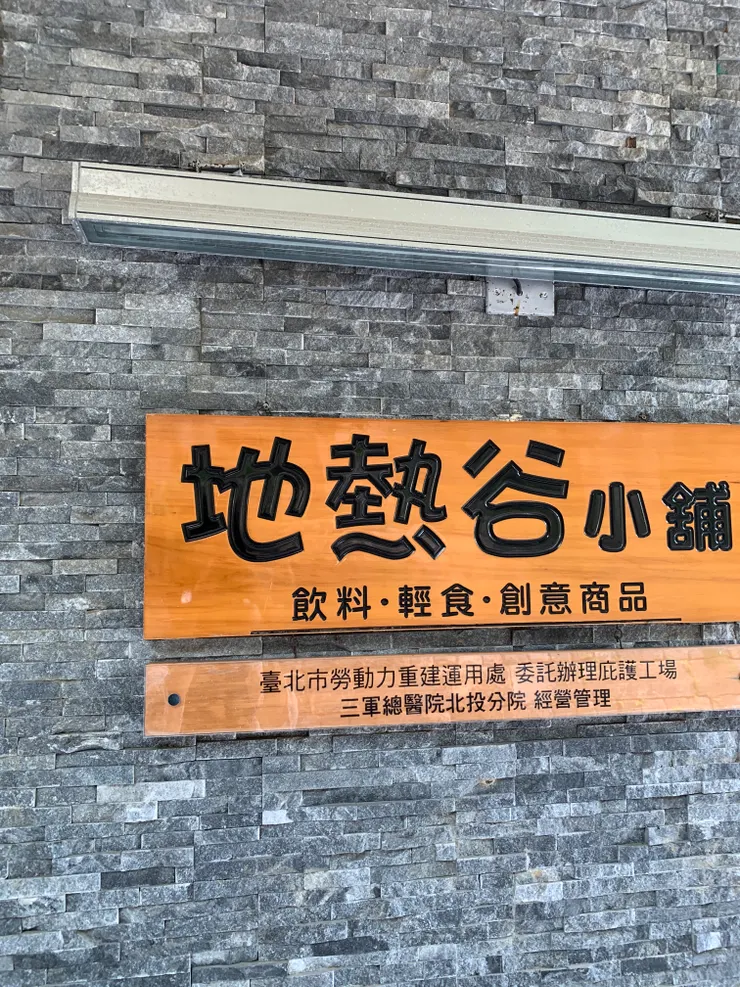 地熱谷小舖
飲料·輕食·創意商品
臺北市勞動力重建運用處 委託辦理庇護工場
三軍總醫院北投分院 經營管理